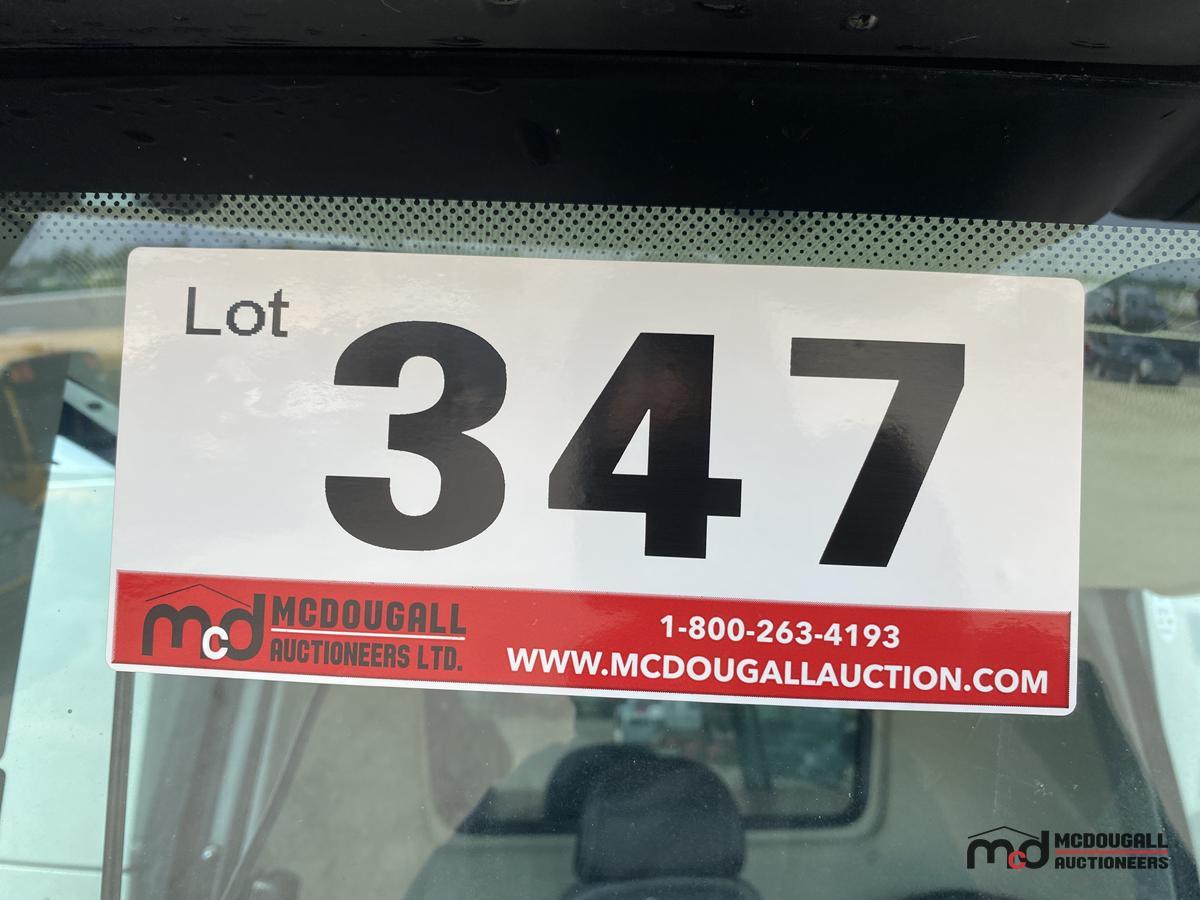 Lot
347
mcd MCDOUGALL
AUCTIONEERS LTD.
1-800-263-4193
WWW.MCDOUGALLAUCTION.COM
mcd MCDOUGALL
AUCTIONEERS